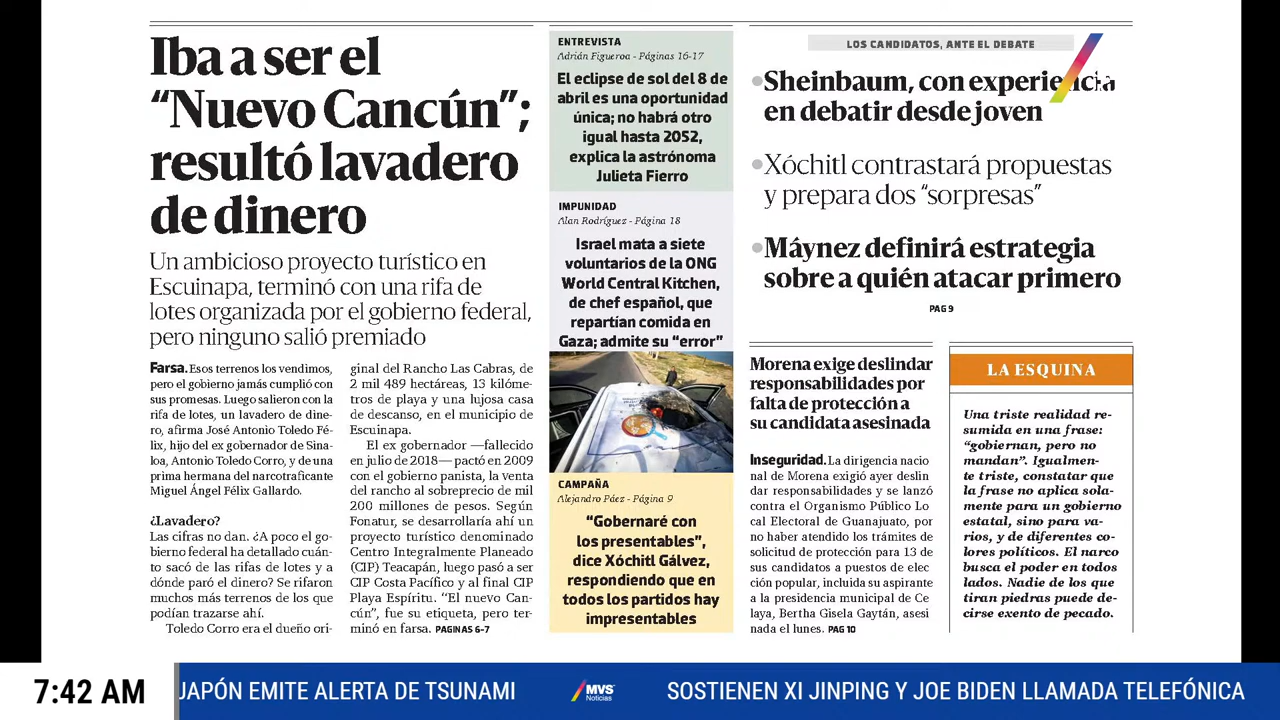 Iba a ser el
“Nuevo Cancún”;
resultó lavadero
de dinero
Un ambicioso proyecto turístico en
Escuinapa, terminó con una rifa de
lotes organizada por el gobierno federal,
pero ninguno salió premiado
Farsa. Esos terrenos los vendimos,
pero el gobierno jamás cumplió con
sus promesas. Luego salieron con la
rifa de lotes, un lavadero de dine-
ro, afirma José Antonio Toledo Fé-
lix, hijo del ex gobernador de Sina-
loa, Antonio Toledo Corro, y de una
prima hermana del narcotraficante
Miguel Ángel Félix Gallardo.
¿Lavadero?
Las cifras no dan. ¿A poco el go-
bierno federal ha detallado cuán-
to sacó de las rifas de lotes y a
dónde paró el dinero? Se rifaron
muchos más terrenos de los que
podían trazarse ahí.
Toledo Corro era el dueño ori-
ginal del Rancho Las Cabras, de
2 mil 489 hectáreas, 13 kilóme-
tros de playa y una lujosa casa
de descanso, en el municipio de
Escuinapa.
El ex gobernador —fallecido
en julio de 2018— pactó en 2009
con el gobierno panista, la venta
del rancho al sobreprecio de mil
200 millones de pesos. Según
Fonatur, se desarrollaría ahí un
proyecto turístico denominado
Centro Integralmente Planeado
(CIP) Teacapán, luego pasó a ser
CIP Costa Pacífico y al final CIP
Playa Espíritu. “El nuevo Can-
cún”, fue su etiqueta, pero ter-
minó en farsa. PAGINAS 6-7
ENTREVISTA
Adrián Figueroa - Páginas 16-17
El eclipse de sol del 8 de
abril es una oportunidad
única; no habrá otro
igual hasta 2052,
explica la astrónoma
Julieta Fierro
IMPUNIDAD
Alan Rodríguez - Página 18
Israel mata a siete
voluntarios de la ONG
World Central Kitchen,
de chef español, que
repartían comida en
Gaza; admite su “error”
CAMPAÑA
Alejandro Páez - Página 9
“Gobernaré con
los presentables”,
dice Xóchitl Gálvez,
respondiendo que en
todos los partidos hay
impresentables
LOS CANDIDATOS, ANTE EL DEBATE
Sheinbaum, con experiencia
en debatir desde joven
Xóchitl contrastará propuestas
y prepara dos “sorpresas”
Máynez definirá estrategia
sobre a quién atacar primero
PAG 9
Morena exige deslindar
responsabilidades por
falta de protección a
su candidata asesinada
Inseguridad. La dirigencia nacio
nal de Morena exigió ayer deslin
dar responsabilidades y se lanzó
contra el Organismo Público Lo
cal Electoral de Guanajuato, por
no haber atendido los trámites de
solicitud de protección para 13 de
sus candidatos a puestos de elec
ción popular, incluida su aspirante
a la presidencia municipal de Ce
laya, Bertha Gisela Gaytán, asesi
nada el lunes. PAG 10
LA ESQUINA
Una triste realidad re-
sumida en una frase:
“gobiernan, pero no
mandan”. Igualmen-
te triste, constatar que
la frase no aplica sola-
mente para un gobierno
estatal, sino para va-
rios, y de diferentes co-
lores políticos. El narco
busca el poder en todos
lados. Nadie de los que
tiran piedras puede de-
cirse exento de pecado.
7:42 AM JAPÓN EMITE ALERTA DE TSUNAMI MVS Noticias SOSTIENEN XI JINPING Y JOE BIDEN LLAMADA TELEFÓNICA